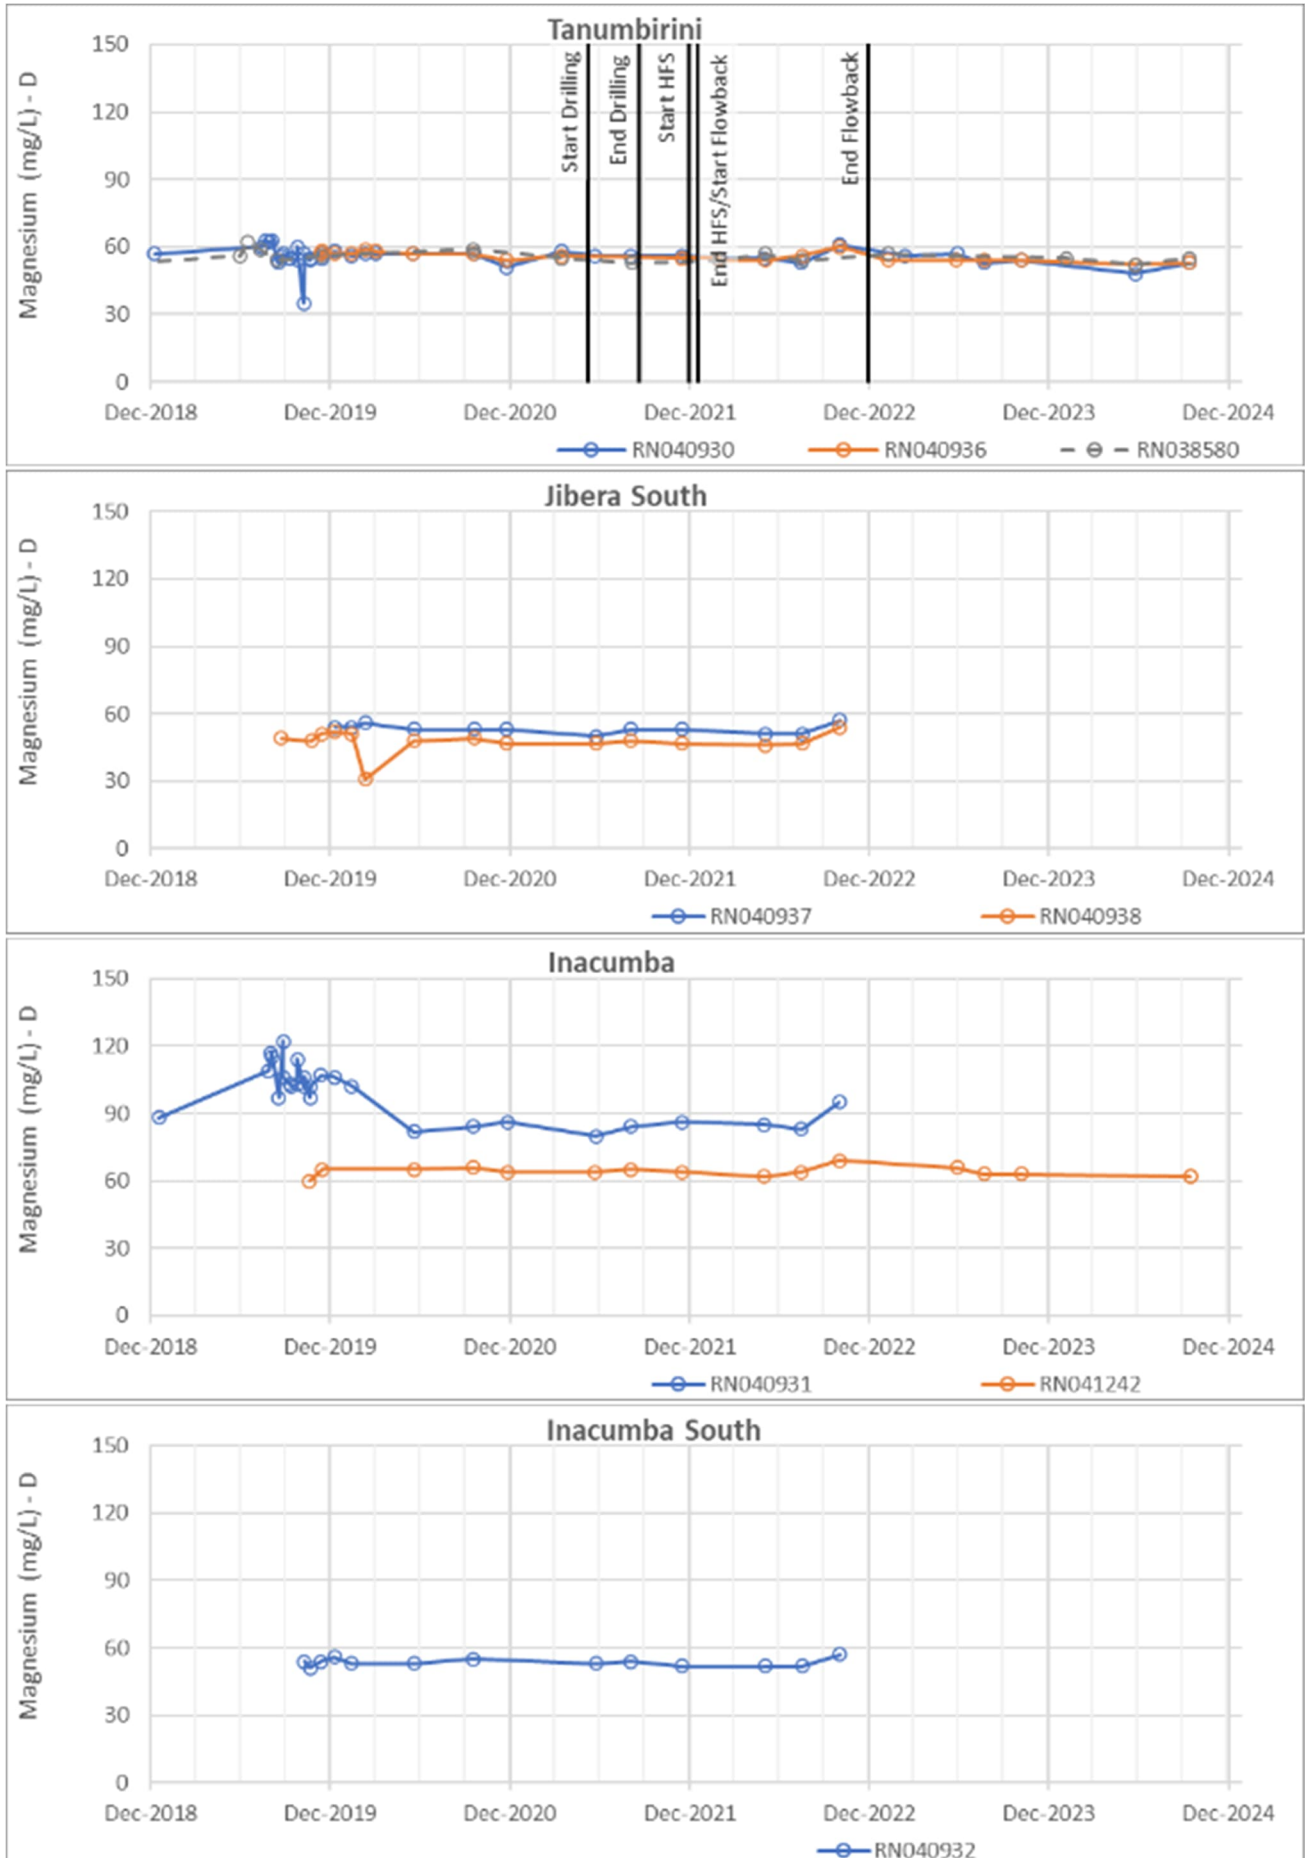 Tanumbirini
Magnesium (mg/L) - D
150
120
90
60
30
0
Start Drilling
End Drilling
Start HFS
End HFS/Start Flowback
End Flowback
Dec-2018 Dec-2019 Dec-2020 Dec-2021 Dec-2022 Dec-2023 Dec-2024
RN040930 RN040936 RN038580
Jibera South
Magnesium (mg/L) - D
150
120
90
60
30
0
Dec-2018 Dec-2019 Dec-2020 Dec-2021 Dec-2022 Dec-2023 Dec-2024
RN040937 RN040938
Inacumba
Magnesium (mg/L) - D
150
120
90
60
30
0
Dec-2018 Dec-2019 Dec-2020 Dec-2021 Dec-2022 Dec-2023 Dec-2024
RN040931 RN041242
Inacumba South
Magnesium (mg/L) - D
150
120
90
60
30
0
Dec-2018 Dec-2019 Dec-2020 Dec-2021 Dec-2022 Dec-2023 Dec-2024
RN040932